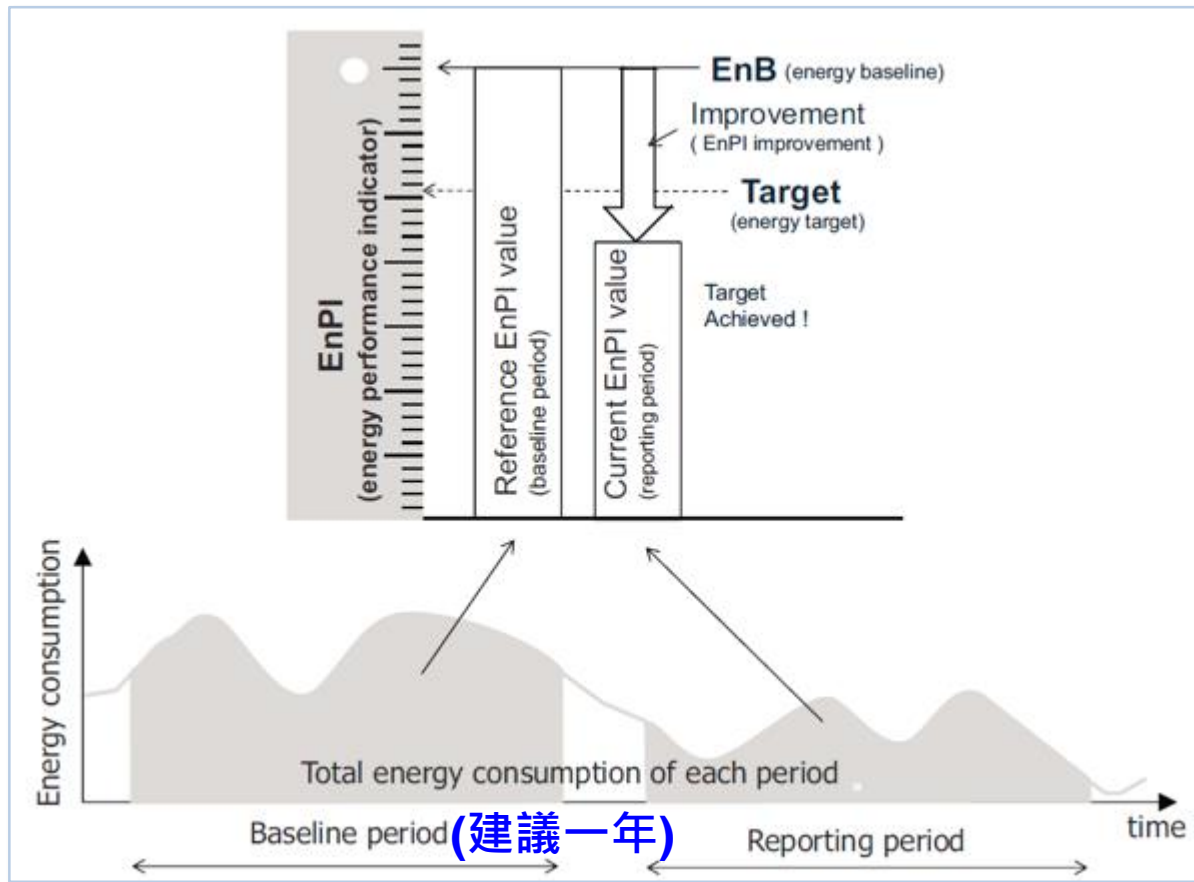 EnPI
(energy performance indicator)
EnB (energy baseline)
Improvement
( EnPI improvement )
Target
(energy target)
Target
Achieved !
Reference EnPI value
(baseline period)
Current EnPI value
(reporting period)
Energy consumption
Total energy consumption of each period
time
Baseline period(建議一年)
Reporting period